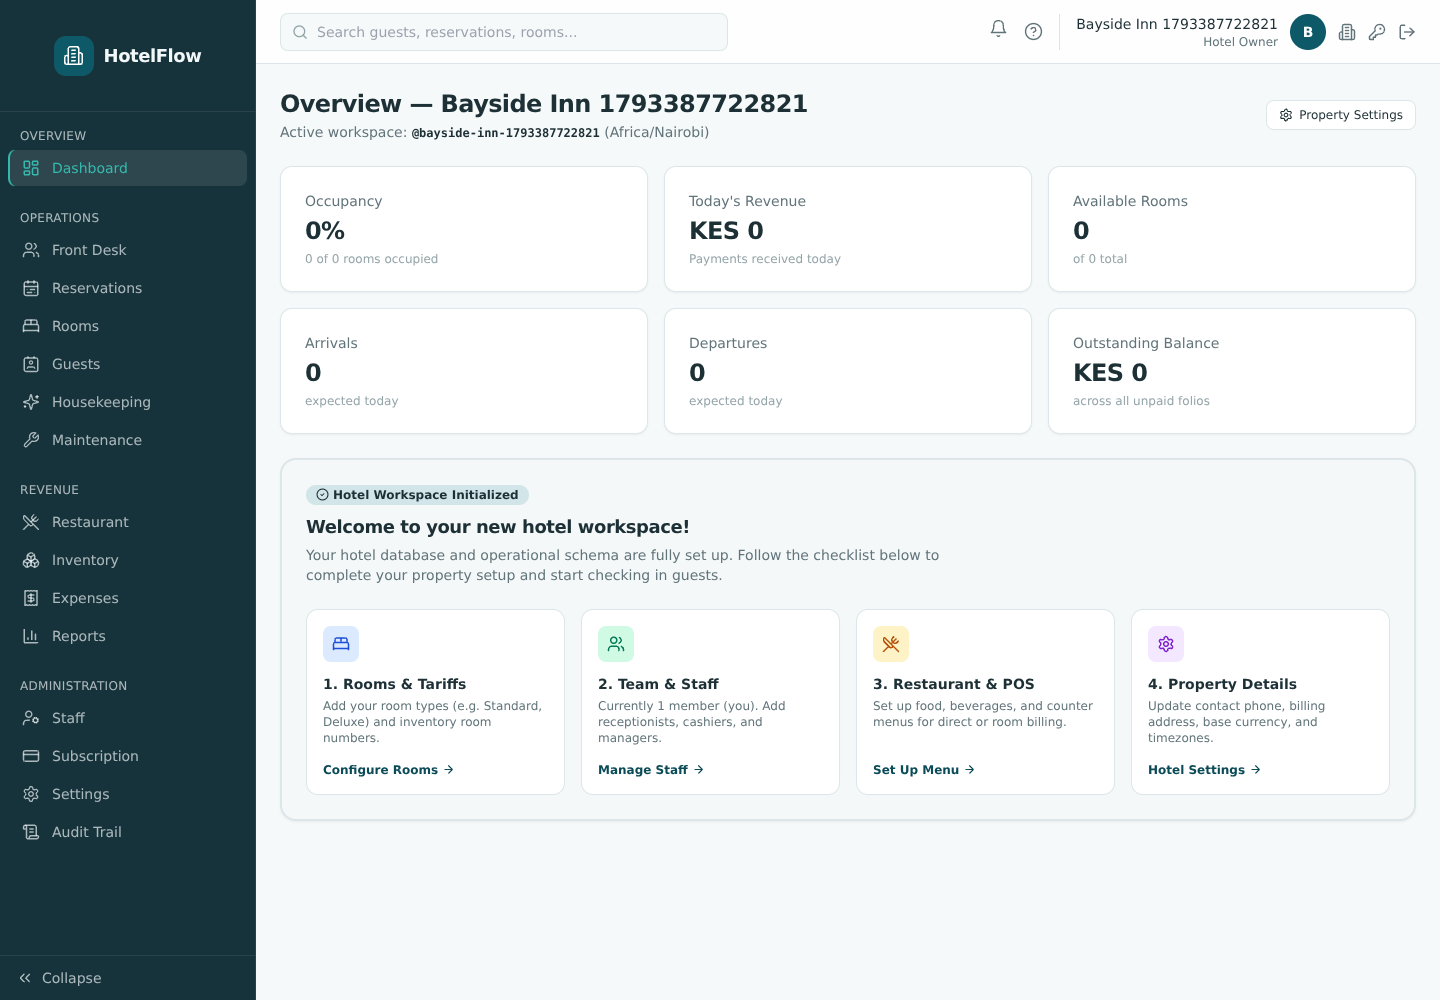 HotelFlow
OVERVIEW
Dashboard
OPERATIONS
Front Desk
Reservations
Rooms
Guests
Housekeeping
Maintenance
REVENUE
Restaurant
Inventory
Expenses
Reports
ADMINISTRATION
Staff
Subscription
Settings
Audit Trail
Collapse
Search guests, reservations, rooms...
Bayside Inn 1793387722821
Hotel Owner
B
Overview — Bayside Inn 1793387722821
Active workspace: @bayside-inn-1793387722821 (Africa/Nairobi)
Property Settings
Occupancy
0%
0 of 0 rooms occupied
Today's Revenue
KES 0
Payments received today
Available Rooms
0
of 0 total
Arrivals
0
expected today
Departures
0
expected today
Outstanding Balance
KES 0
across all unpaid folios
Hotel Workspace Initialized
Welcome to your new hotel workspace!
Your hotel database and operational schema are fully set up. Follow the checklist below to
complete your property setup and start checking in guests.
1. Rooms & Tariffs
Add your room types (e.g. Standard,
Deluxe) and inventory room
numbers.
Configure Rooms →
2. Team & Staff
Currently 1 member (you). Add
receptionists, cashiers, and
managers.
Manage Staff →
3. Restaurant & POS
Set up food, beverages, and counter
menus for direct or room billing.
Set Up Menu →
4. Property Details
Update contact phone, billing
address, base currency, and
timezones.
Hotel Settings →